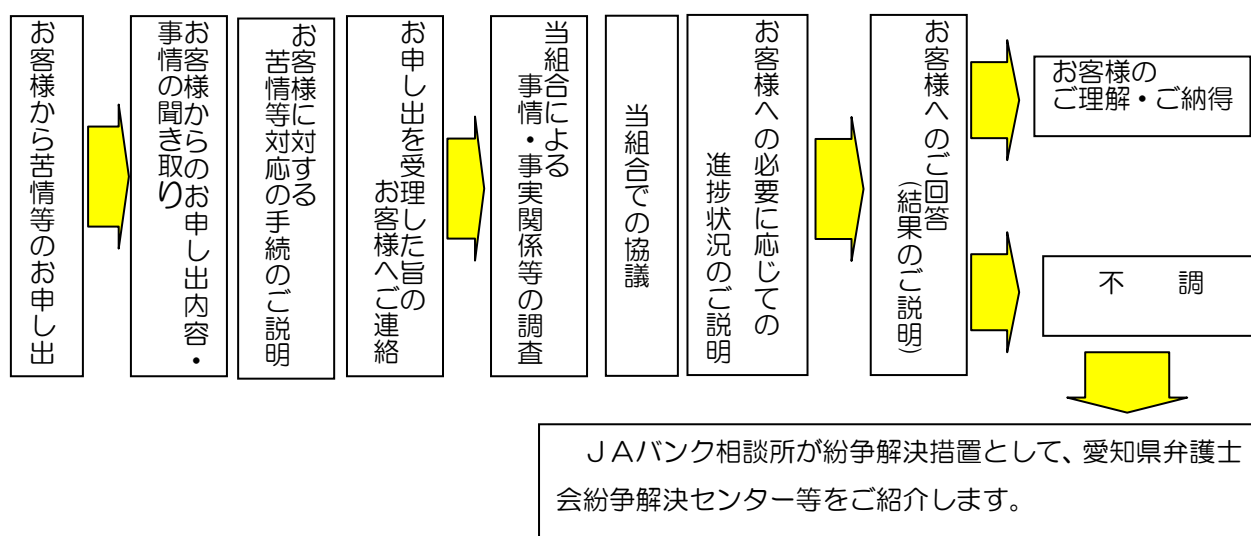 お客様から苦情等のお申し出
お客様からのお申し出内容・
事情の聞き取り
お客様に対する
苦情等対応の手続のご説明
お申し出を受理した旨の
お客様へご連絡
当組合による
事情・事実関係等の調査
当組合での協議
お客様への必要に応じての
進捗状況のご説明
お客様へのご回答
(結果のご説明)
お客様の
ご理解・ご納得
不　調
ＪＡバンク相談所が紛争解決措置として、愛知県弁護士
会紛争解決センター等をご紹介します。